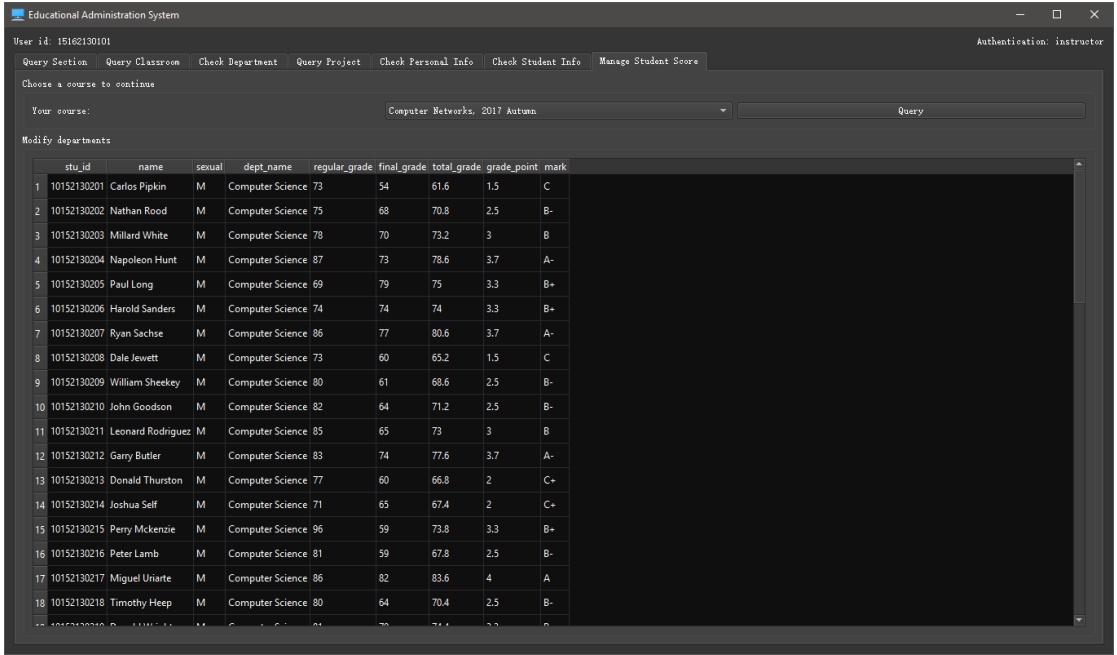 Educational Administration System
User id: 15162130101 Authentication: instructor
Query Section Query Classroom Check Department Query Project Check Personal Info Check Student Info Manage Student Score
Choose a course to continue
Your course: Computer Networks, 2017 Autumn Query
Modify departments
stu_id name sexual dept_name regular_grade final_grade total_grade grade_point mark
1 10152130201 Carlos Pipkin M Computer Science 73 54 61.6 1.5 C
2 10152130202 Nathan Rood M Computer Science 75 68 70.8 2.5 B-
3 10152130203 Millard White M Computer Science 78 70 73.2 3 B
4 10152130204 Napoleon Hunt M Computer Science 87 73 78.6 3.7 A-
5 10152130205 Paul Long M Computer Science 69 79 75 3.3 B+
6 10152130206 Harold Sanders M Computer Science 74 74 74 3.3 B+
7 10152130207 Ryan Sachse M Computer Science 86 77 80.6 3.7 A-
8 10152130208 Dale Jewett M Computer Science 73 60 65.2 1.5 C
9 10152130209 William Sheekey M Computer Science 80 61 68.6 2.5 B-
10 10152130210 John Goodson M Computer Science 82 64 71.2 2.5 B-
11 10152130211 Leonard Rodriguez M Computer Science 85 65 73 3 B
12 10152130212 Garry Butler M Computer Science 83 74 77.6 3.7 A-
13 10152130213 Donald Thurston M Computer Science 77 60 66.8 2 C+
14 10152130214 Joshua Self M Computer Science 71 65 67.4 2 C+
15 10152130215 Perry Mckenzie M Computer Science 96 59 73.8 3.3 B+
16 10152130216 Peter Lamb M Computer Science 81 59 67.8 2.5 B-
17 10152130217 Miguel Uriarte M Computer Science 86 82 83.6 4 A
18 10152130218 Timothy Heep M Computer Science 80 64 70.4 2.5 B-